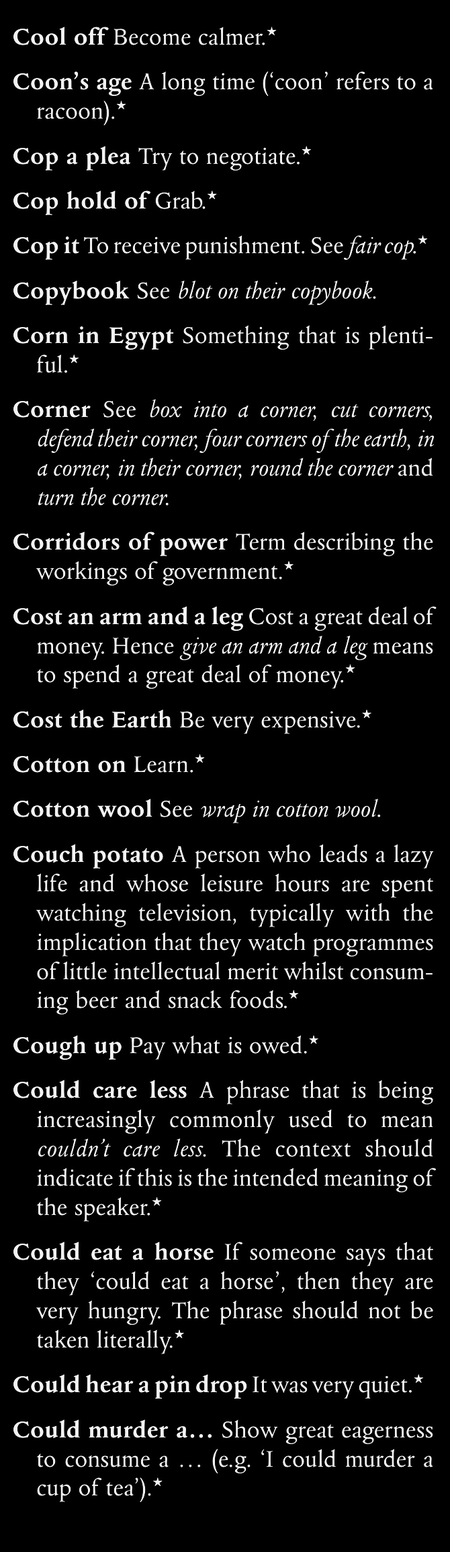 Cool off Become calmer.★
Coon’s age A long time (‘coon’ refers to a
racoon).★
Cop a plea Try to negotiate.★
Cop hold of Grab.★
Cop it To receive punishment. See fair cop.★
Copybook See blot on their copybook.
Corn in Egypt Something that is plenti-
ful.★
Corner See box into a corner, cut corners,
defend their corner, four corners of the earth, in
a corner, in their corner, round the corner and
turn the corner.
Corridors of power Term describing the
workings of government.★
Cost an arm and a leg Cost a great deal of
money. Hence give an arm and a leg means
to spend a great deal of money.★
Cost the Earth Be very expensive.★
Cotton on Learn.★
Cotton wool See wrap in cotton wool.
Couch potato A person who leads a lazy
life and whose leisure hours are spent
watching television, typically with the
implication that they watch programmes
of little intellectual merit whilst consum-
ing beer and snack foods.★
Cough up Pay what is owed.★
Could care less A phrase that is being
increasingly commonly used to mean
couldn’t care less. The context should
indicate if this is the intended meaning of
the speaker.★
Could eat a horse If someone says that
they ‘could eat a horse’, then they are
very hungry. The phrase should not be
taken literally.★
Could hear a pin drop It was very quiet.★
Could murder a… Show great eagerness
to consume a … (e.g. ‘I could murder a
cup of tea’).★